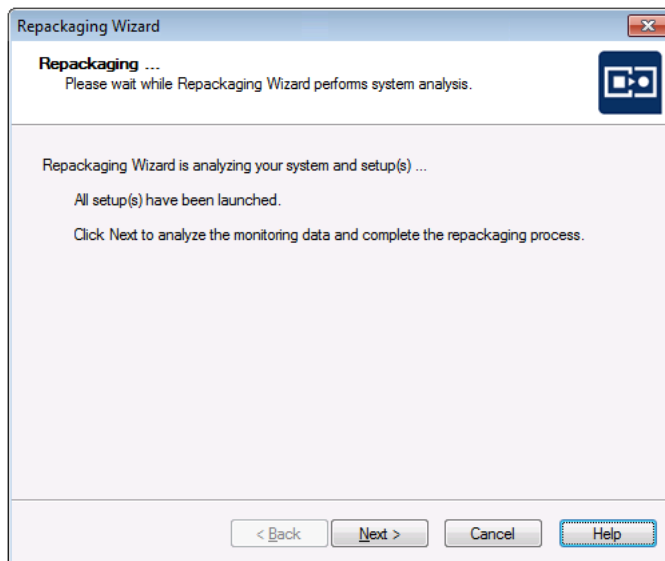 Repackaging Wizard
Repackaging ...
Please wait while Repackaging Wizard performs system analysis.
Repackaging Wizard is analyzing your system and setup(s) ...
All setup(s) have been launched.
Click Next to analyze the monitoring data and complete the repackaging process.
< Back Next > Cancel Help